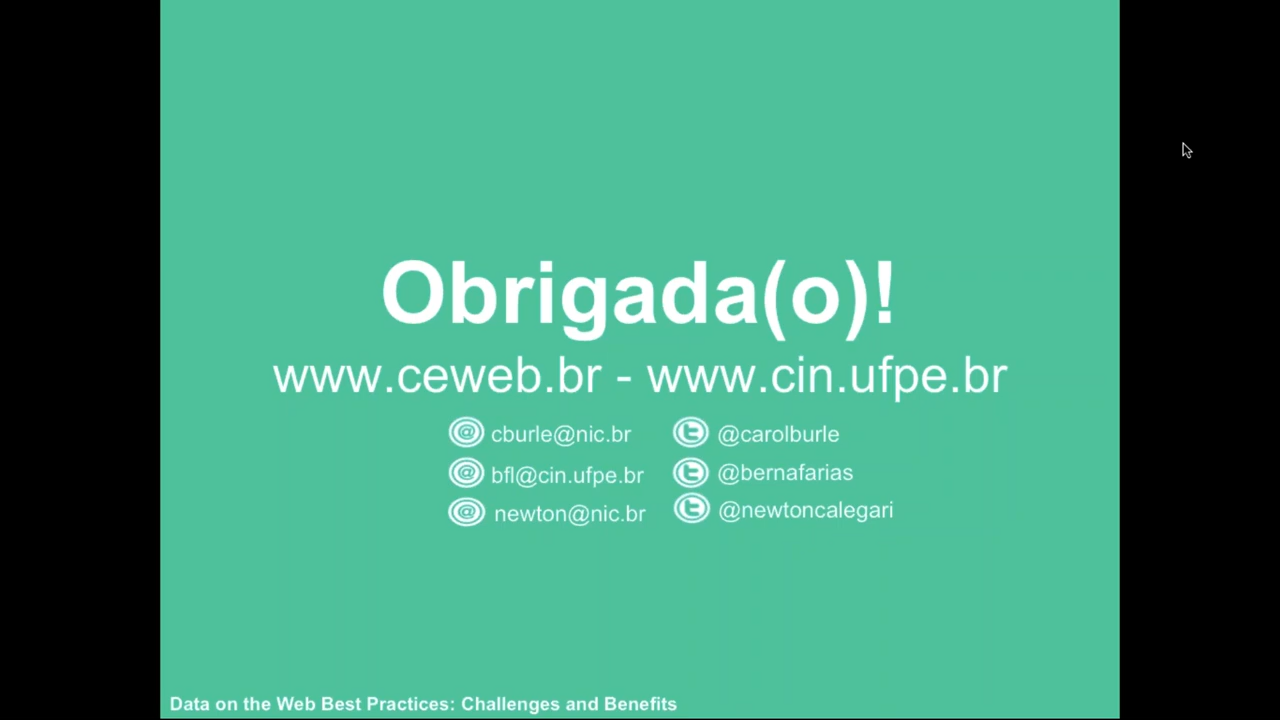 Obrigada(o)!
www.ceweb.br - www.cin.ufpe.br
cburle@nic.br @carolburle
bfl@cin.ufpe.br @bernafarias
newton@nic.br @newtoncalegari
Data on the Web Best Practices: Challenges and Benefits